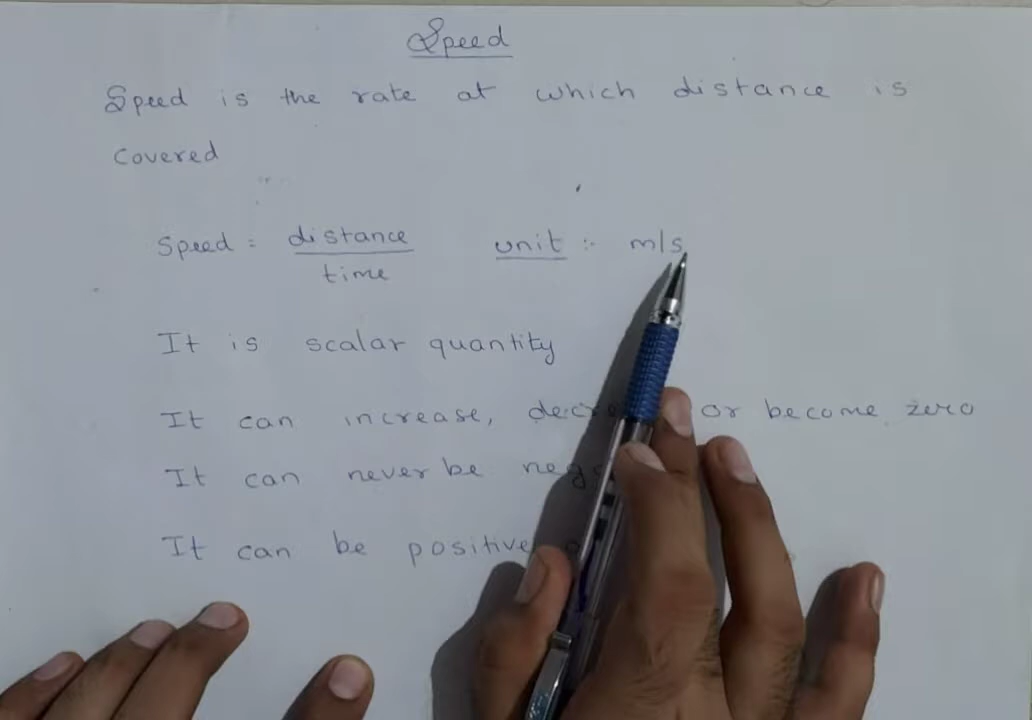 Speed
Speed is the rate at which distance is
covered
Speed = distance
time
unit :- m/s
It is scalar quantity
It can increase, or become zero
It can never be
It can be positive